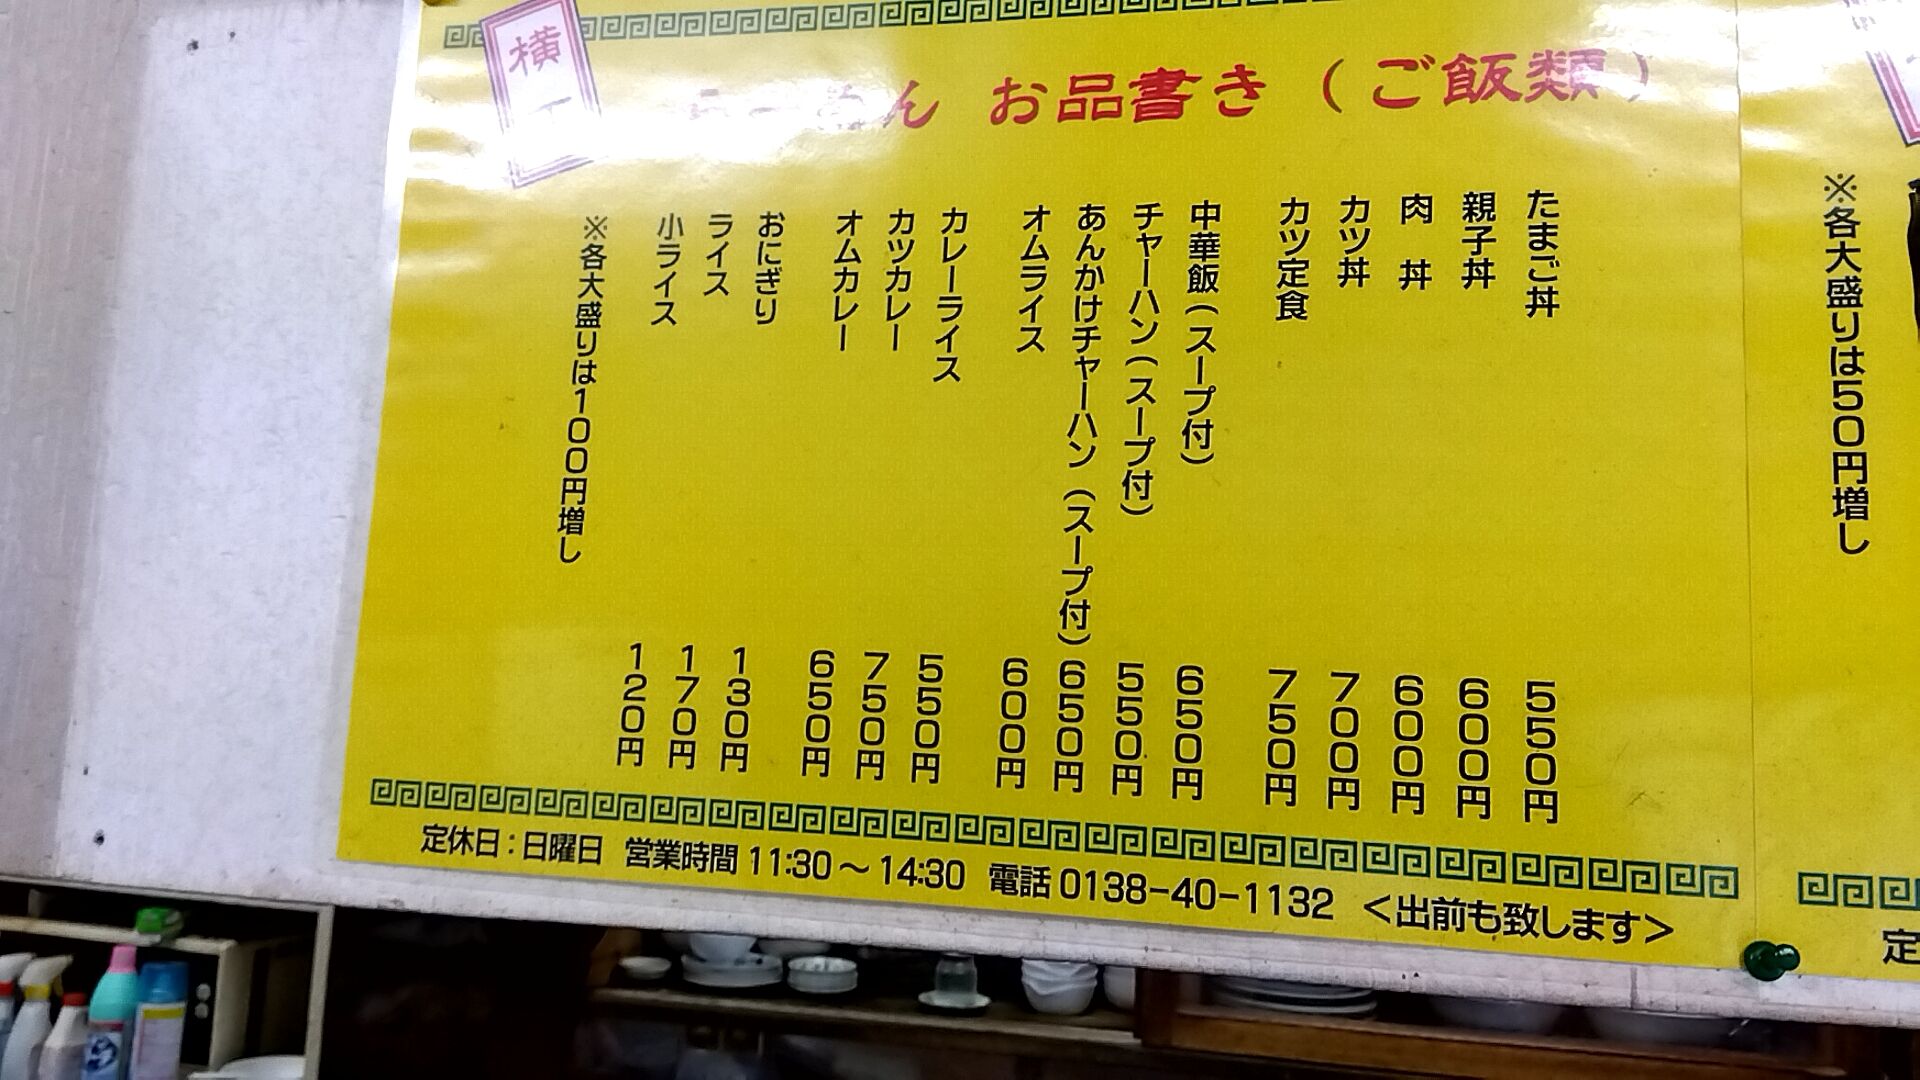 横
ん お品書き（ご飯類）
たまご丼 550円
親子丼 600円
肉 丼 600円
カツ丼 700円
カツ定食 750円
中華飯（スープ付） 650円
チャーハン（スープ付） 550円
あんかけチャーハン（スープ付） 650円
オムライス 600円
カレーライス 550円
カツカレー 750円
オムカレー 650円
おにぎり 130円
ライス 170円
小ライス 120円
※各大盛りは100円増し
定休日：日曜日 営業時間 11:30～14:30 電話 0138-40-1132 ＜出前も致します＞
※各大盛りは50円増し
定